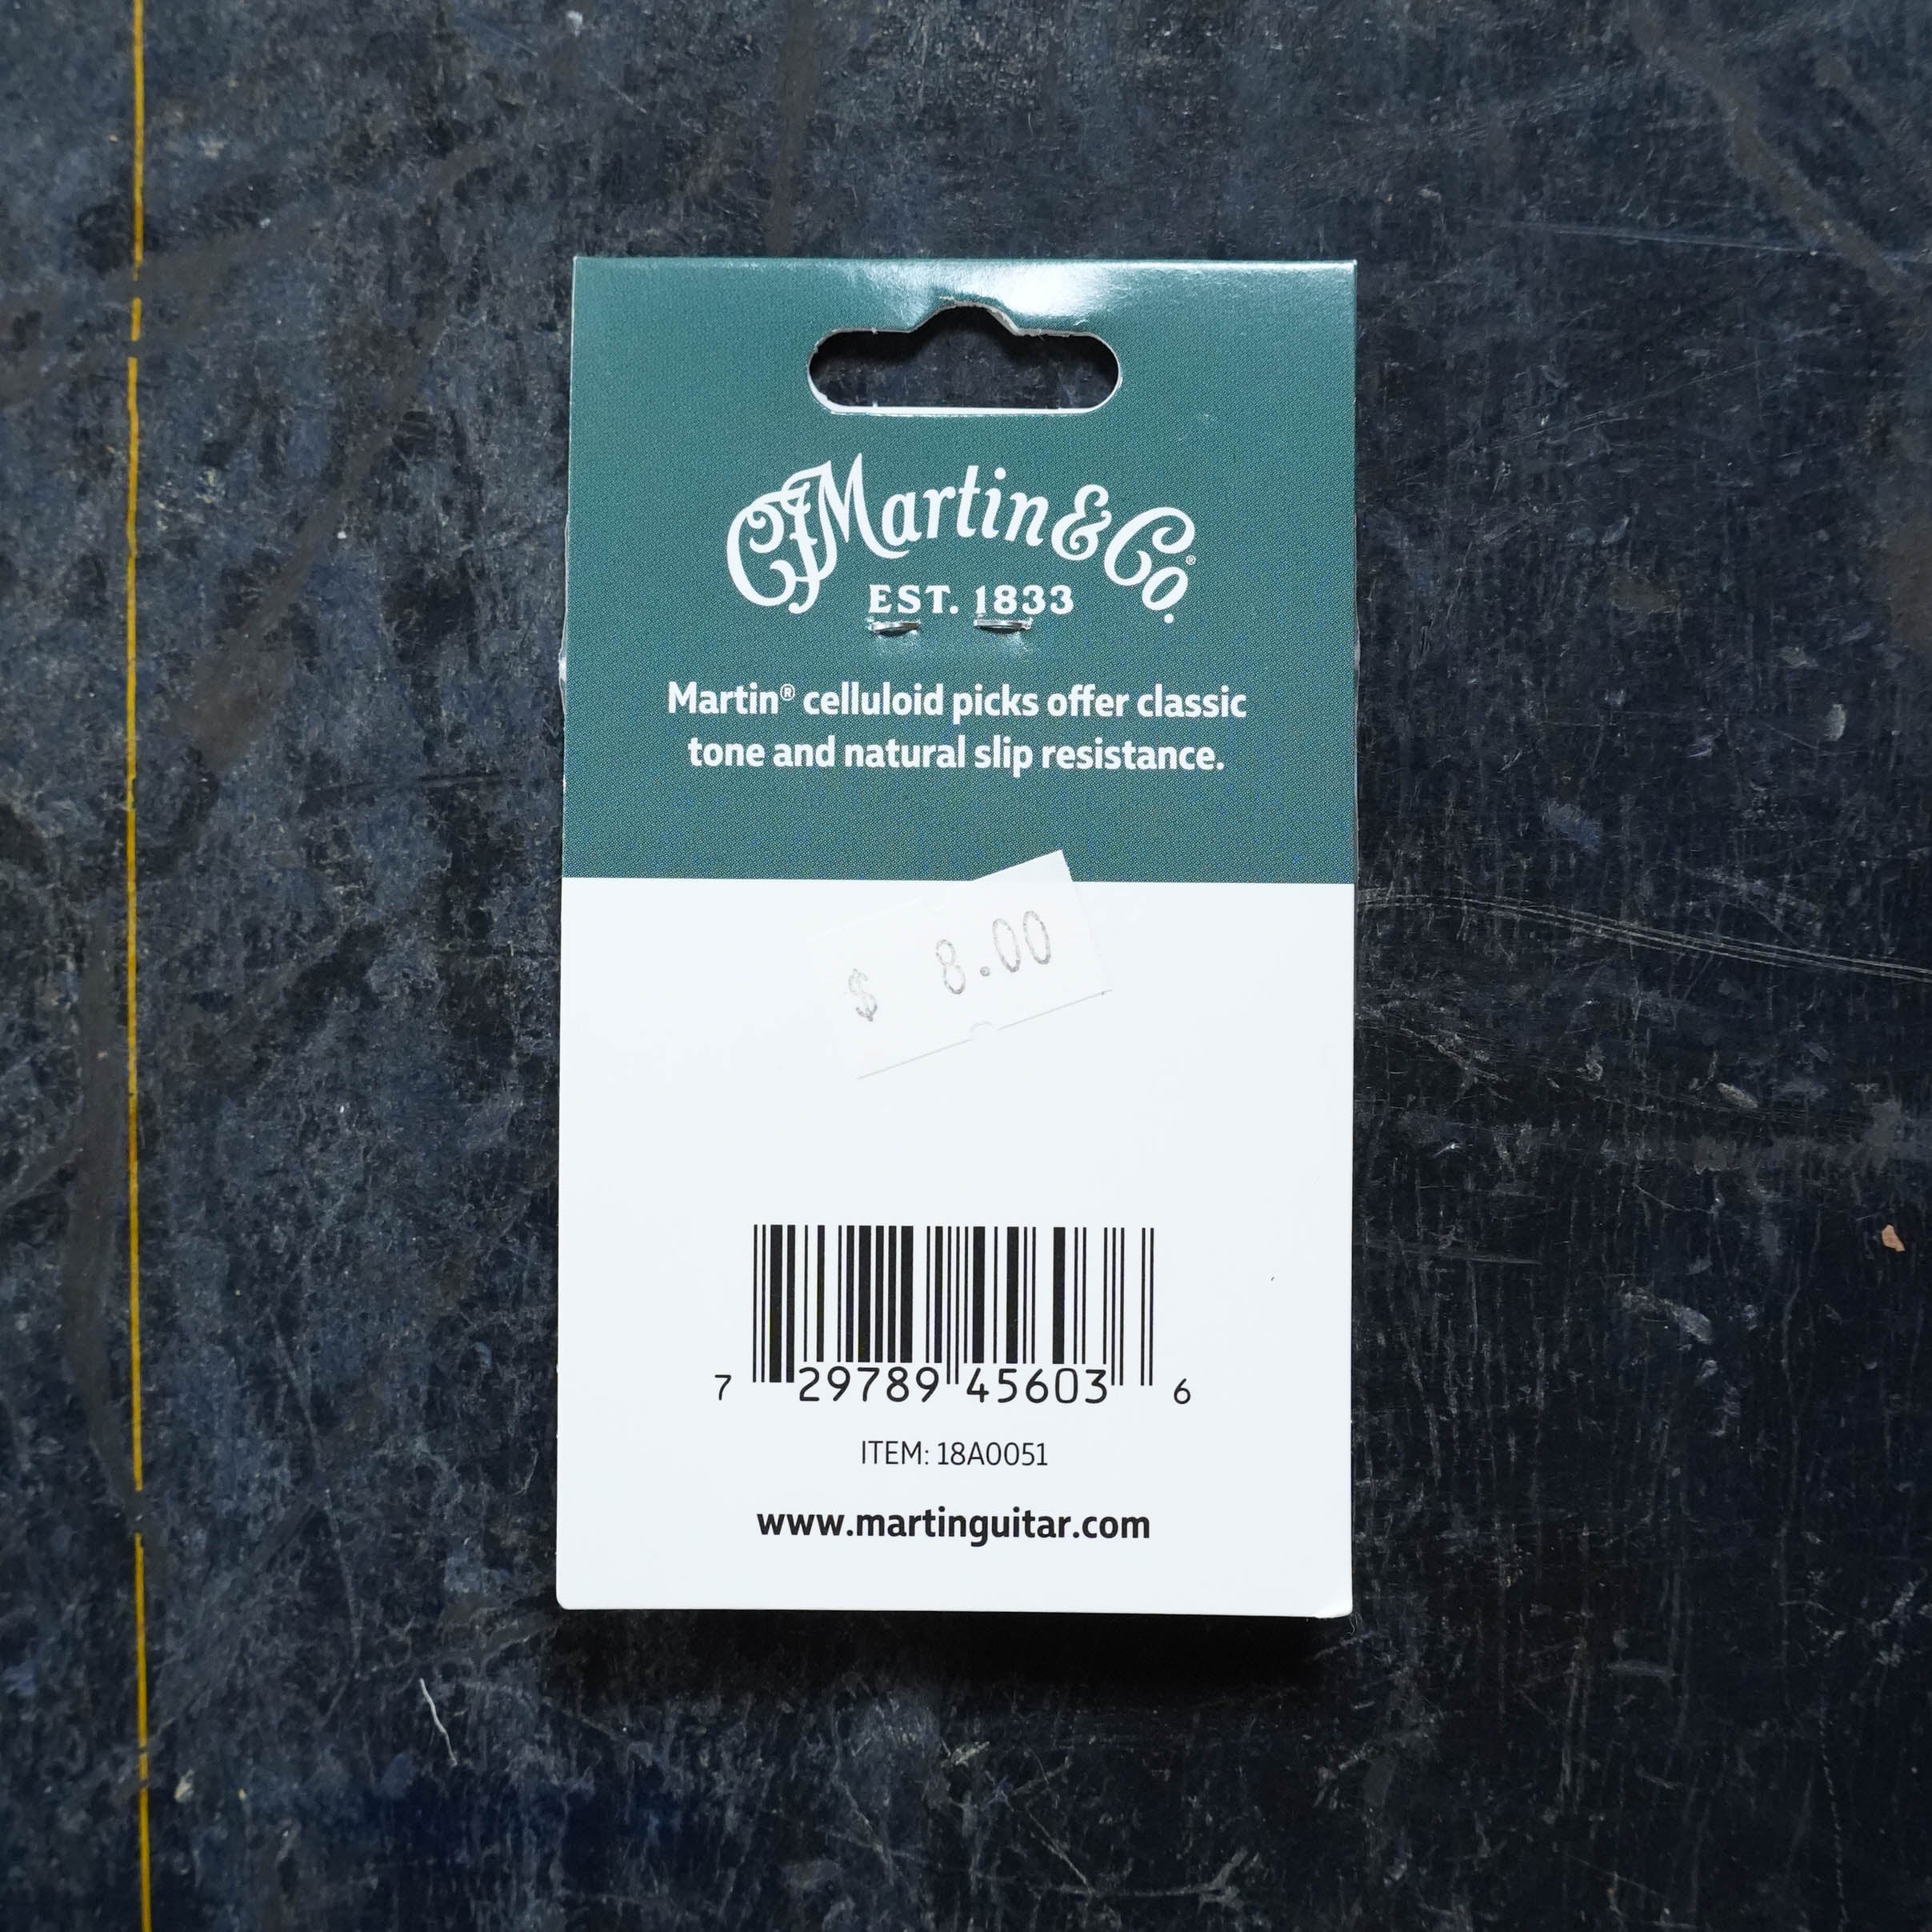 CF Martin & Co.®
EST. 1833
Martin® celluloid picks offer classic
tone and natural slip resistance.
$ 8.00
7 29789 45603 6
ITEM: 18A0051
www.martinguitar.com